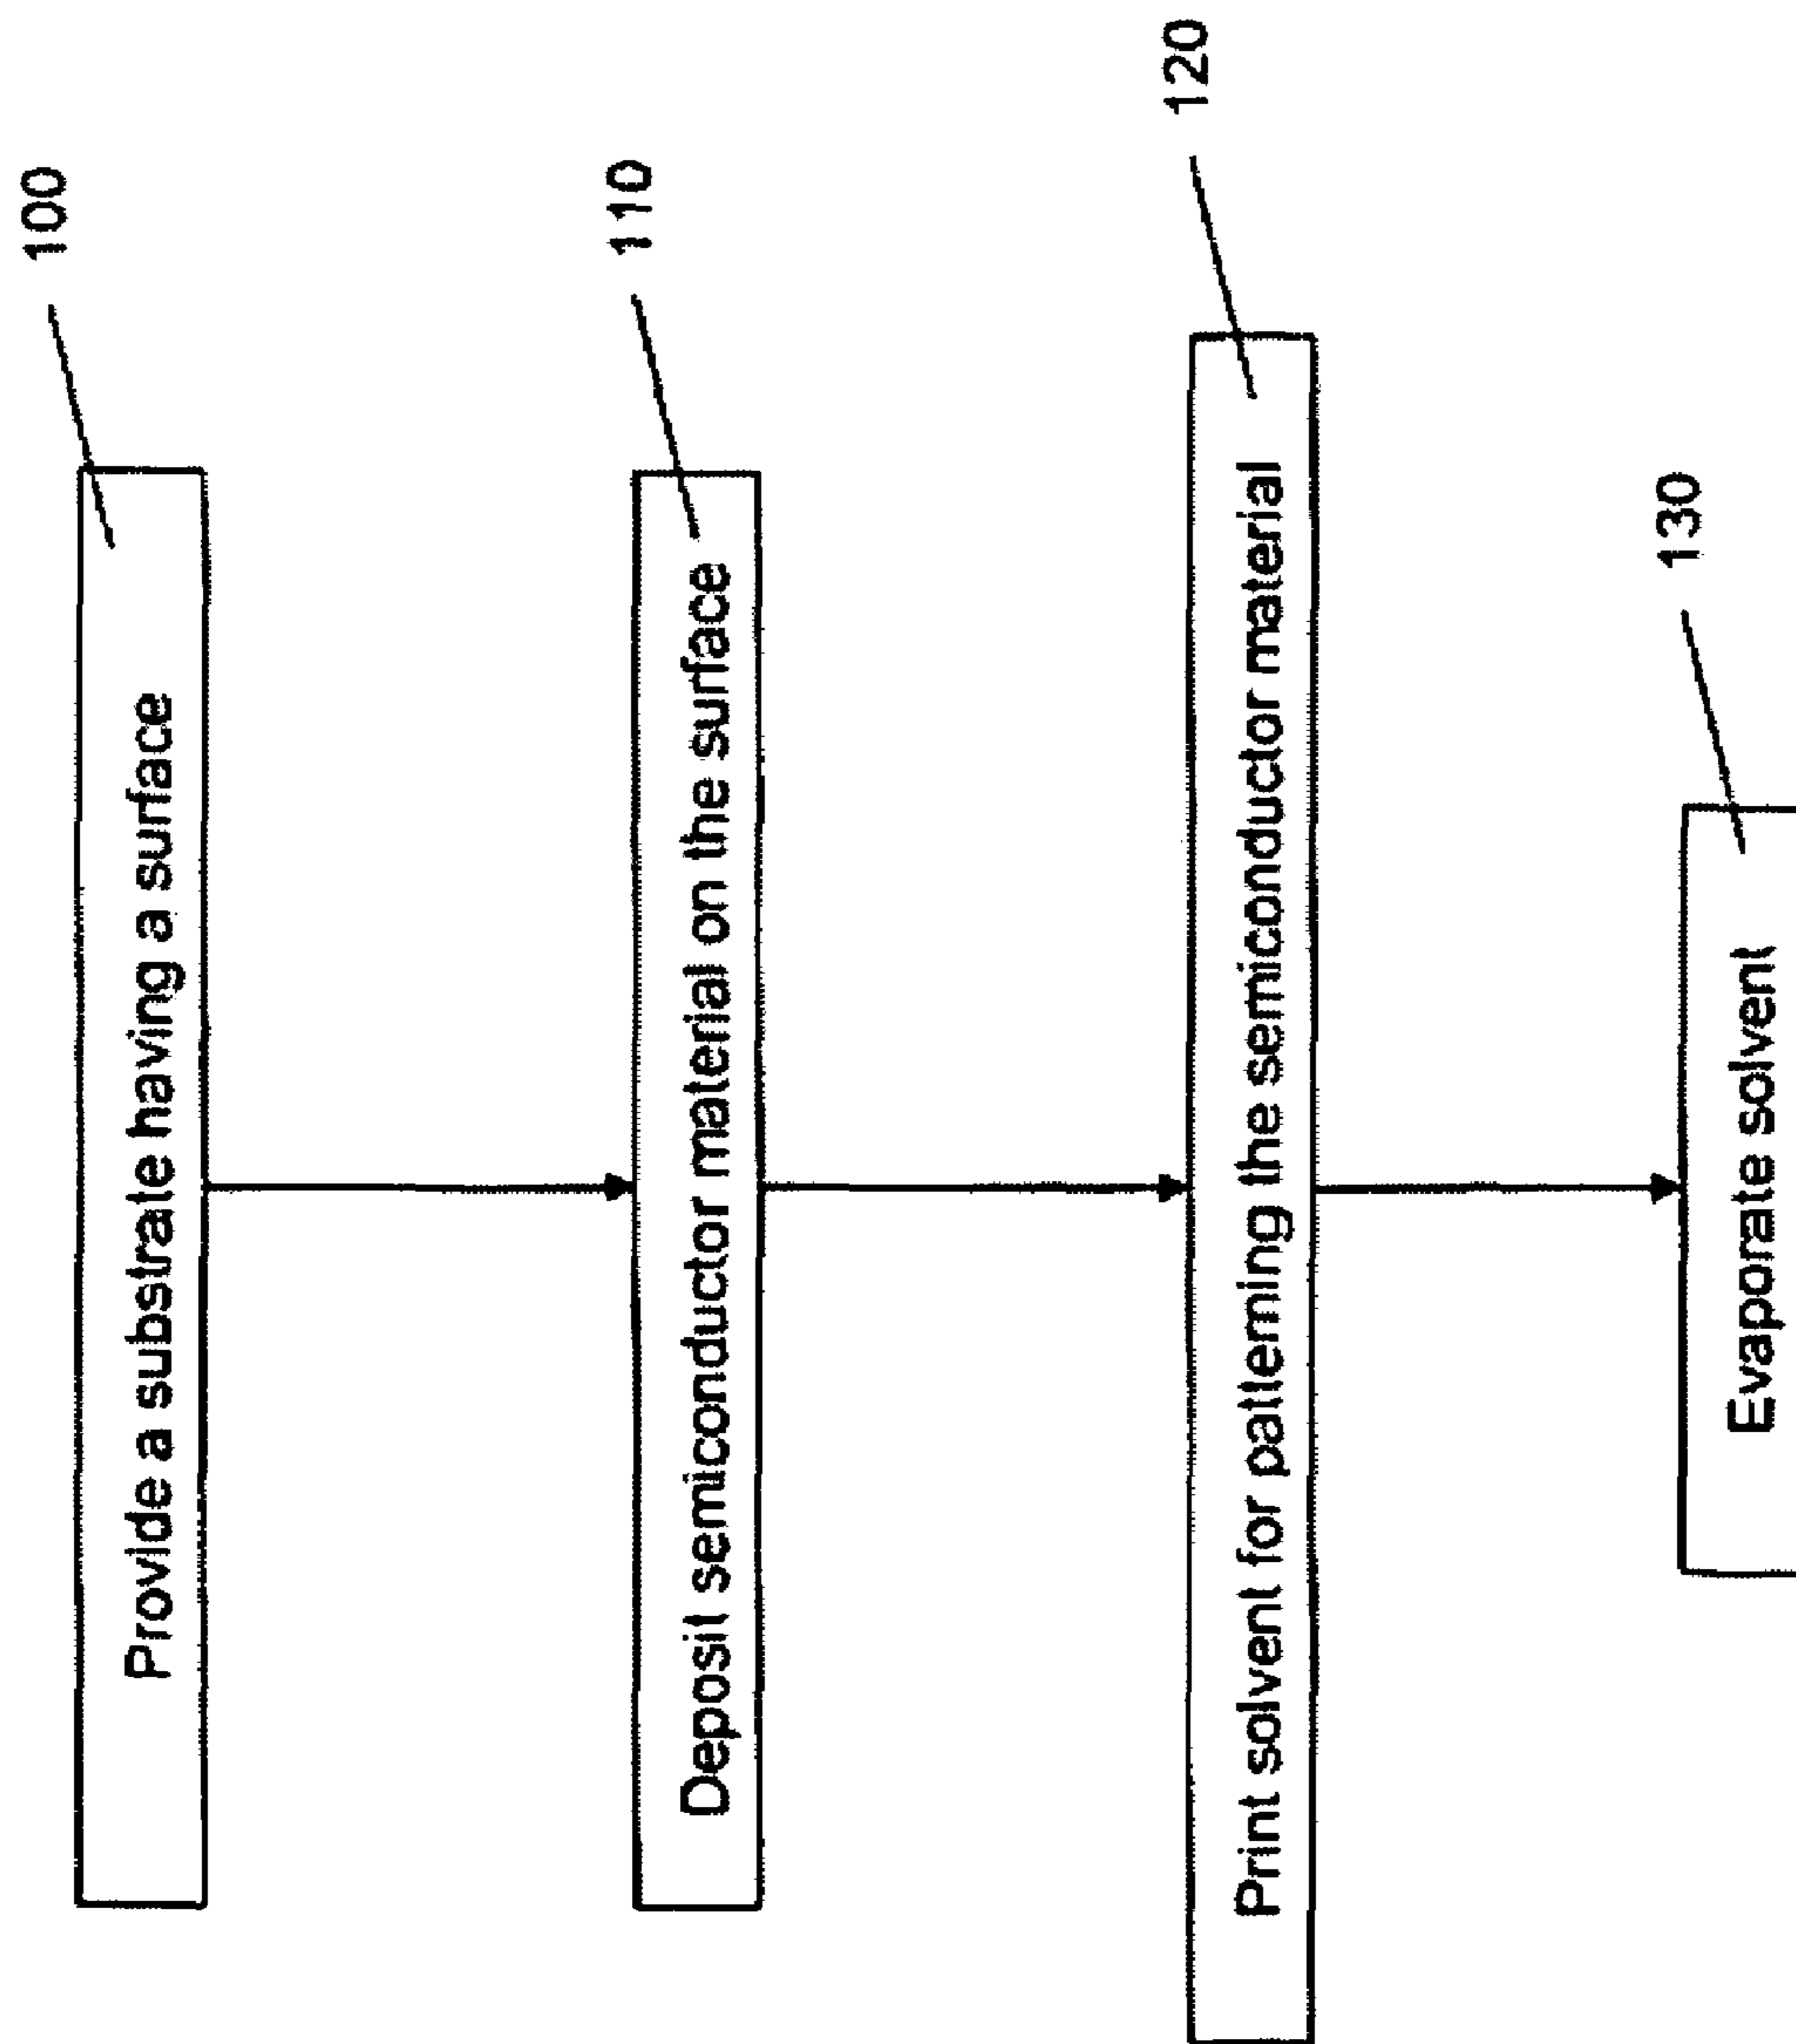 100
Provide a substrate having a surface
110
Deposit semiconductor material on the surface
120
Print solvent for patterning the semiconductor material
130
Evaporate solvent